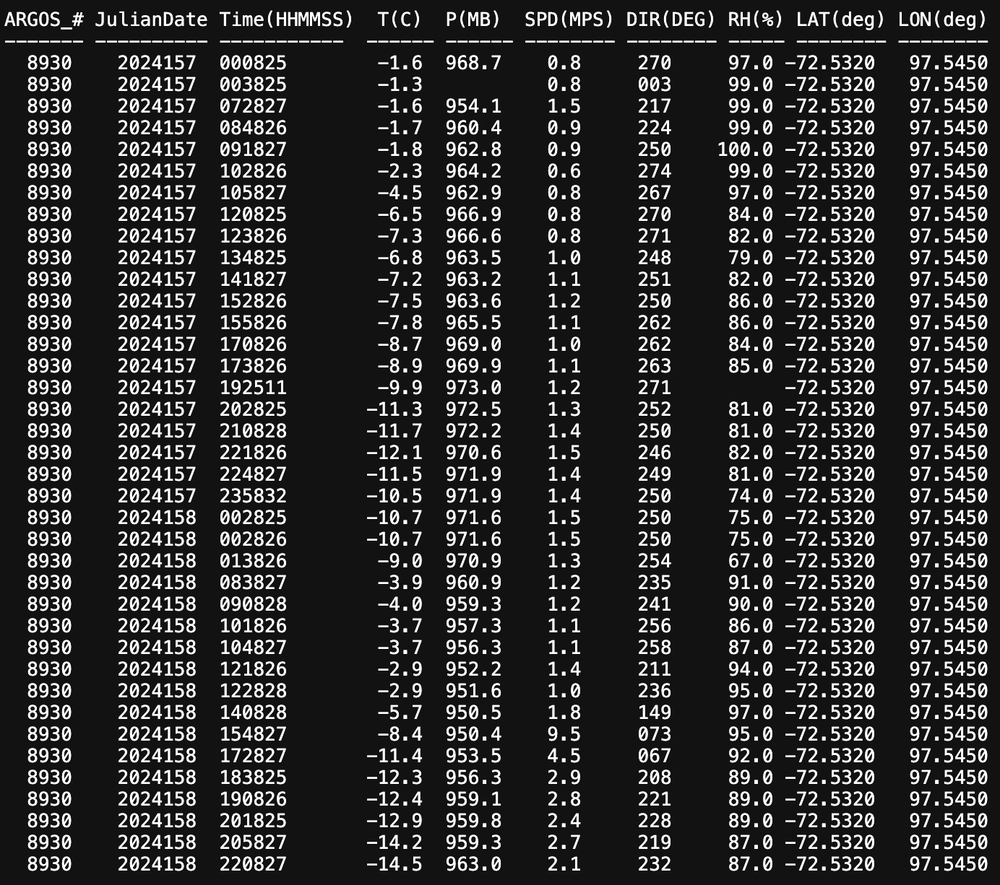 ARGOS_# JulianDate Time(HHMMSS)  T(C)  P(MB)  SPD(MPS) DIR(DEG) RH(%) LAT(deg) LON(deg)
------- ---------- -----------  ------ ------ -------- -------- ----- -------- --------
8930 2024157 000825 -1.6 968.7 0.8 270 97.0 -72.5320 97.5450
8930 2024157 003825 -1.3 0.8 003 99.0 -72.5320 97.5450
8930 2024157 072827 -1.6 954.1 1.5 217 99.0 -72.5320 97.5450
8930 2024157 084826 -1.7 960.4 0.9 224 99.0 -72.5320 97.5450
8930 2024157 091827 -1.8 962.8 0.9 250 100.0 -72.5320 97.5450
8930 2024157 102826 -2.3 964.2 0.6 274 99.0 -72.5320 97.5450
8930 2024157 105827 -4.5 962.9 0.8 267 97.0 -72.5320 97.5450
8930 2024157 120825 -6.5 966.9 0.8 270 84.0 -72.5320 97.5450
8930 2024157 123826 -7.3 966.6 0.8 271 82.0 -72.5320 97.5450
8930 2024157 134825 -6.8 963.5 1.0 248 79.0 -72.5320 97.5450
8930 2024157 141827 -7.2 963.2 1.1 251 82.0 -72.5320 97.5450
8930 2024157 152826 -7.5 963.6 1.2 250 86.0 -72.5320 97.5450
8930 2024157 155826 -7.8 965.5 1.1 262 86.0 -72.5320 97.5450
8930 2024157 170826 -8.7 969.0 1.0 262 84.0 -72.5320 97.5450
8930 2024157 173826 -8.9 969.9 1.1 263 85.0 -72.5320 97.5450
8930 2024157 192511 -9.9 973.0 1.2 271 -72.5320 97.5450
8930 2024157 202825 -11.3 972.5 1.3 252 81.0 -72.5320 97.5450
8930 2024157 210828 -11.7 972.2 1.4 250 81.0 -72.5320 97.5450
8930 2024157 221826 -12.1 970.6 1.5 246 82.0 -72.5320 97.5450
8930 2024157 224827 -11.5 971.9 1.4 249 81.0 -72.5320 97.5450
8930 2024157 235832 -10.5 971.9 1.4 250 74.0 -72.5320 97.5450
8930 2024158 002825 -10.7 971.6 1.5 250 75.0 -72.5320 97.5450
8930 2024158 002826 -10.7 971.6 1.5 250 75.0 -72.5320 97.5450
8930 2024158 013826 -9.0 970.9 1.3 254 67.0 -72.5320 97.5450
8930 2024158 083827 -3.9 960.9 1.2 235 91.0 -72.5320 97.5450
8930 2024158 090828 -4.0 959.3 1.2 241 90.0 -72.5320 97.5450
8930 2024158 101826 -3.7 957.3 1.1 256 86.0 -72.5320 97.5450
8930 2024158 104827 -3.7 956.3 1.1 258 87.0 -72.5320 97.5450
8930 2024158 121826 -2.9 952.2 1.4 211 94.0 -72.5320 97.5450
8930 2024158 122828 -2.9 951.6 1.0 236 95.0 -72.5320 97.5450
8930 2024158 140828 -5.7 950.5 1.8 149 97.0 -72.5320 97.5450
8930 2024158 154827 -8.4 950.4 9.5 073 95.0 -72.5320 97.5450
8930 2024158 172827 -11.4 953.5 4.5 067 92.0 -72.5320 97.5450
8930 2024158 183825 -12.3 956.3 2.9 208 89.0 -72.5320 97.5450
8930 2024158 190826 -12.4 959.1 2.8 221 89.0 -72.5320 97.5450
8930 2024158 201825 -12.9 959.8 2.4 228 89.0 -72.5320 97.5450
8930 2024158 205827 -14.2 959.3 2.7 219 87.0 -72.5320 97.5450
8930 2024158 220827 -14.5 963.0 2.1 232 87.0 -72.5320 97.5450